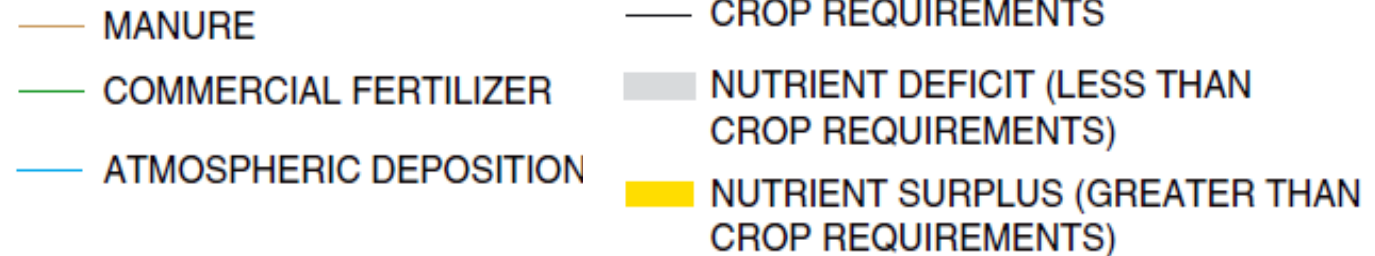 MANURE
COMMERCIAL FERTILIZER
ATMOSPHERIC DEPOSITION
CROP REQUIREMENTS
NUTRIENT DEFICIT (LESS THAN
CROP REQUIREMENTS)
NUTRIENT SURPLUS (GREATER THAN
CROP REQUIREMENTS)